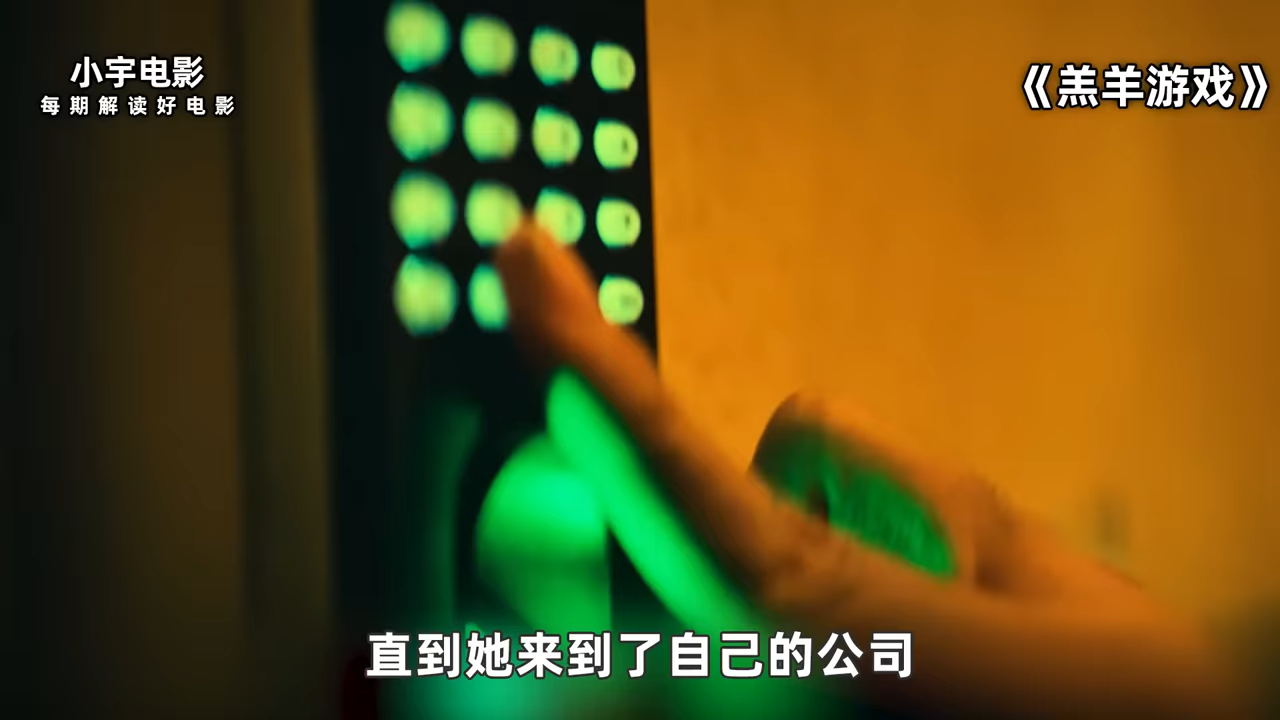 小宇电影
每期解读好电影
《羔羊游戏》
直到她来到了自己的公司